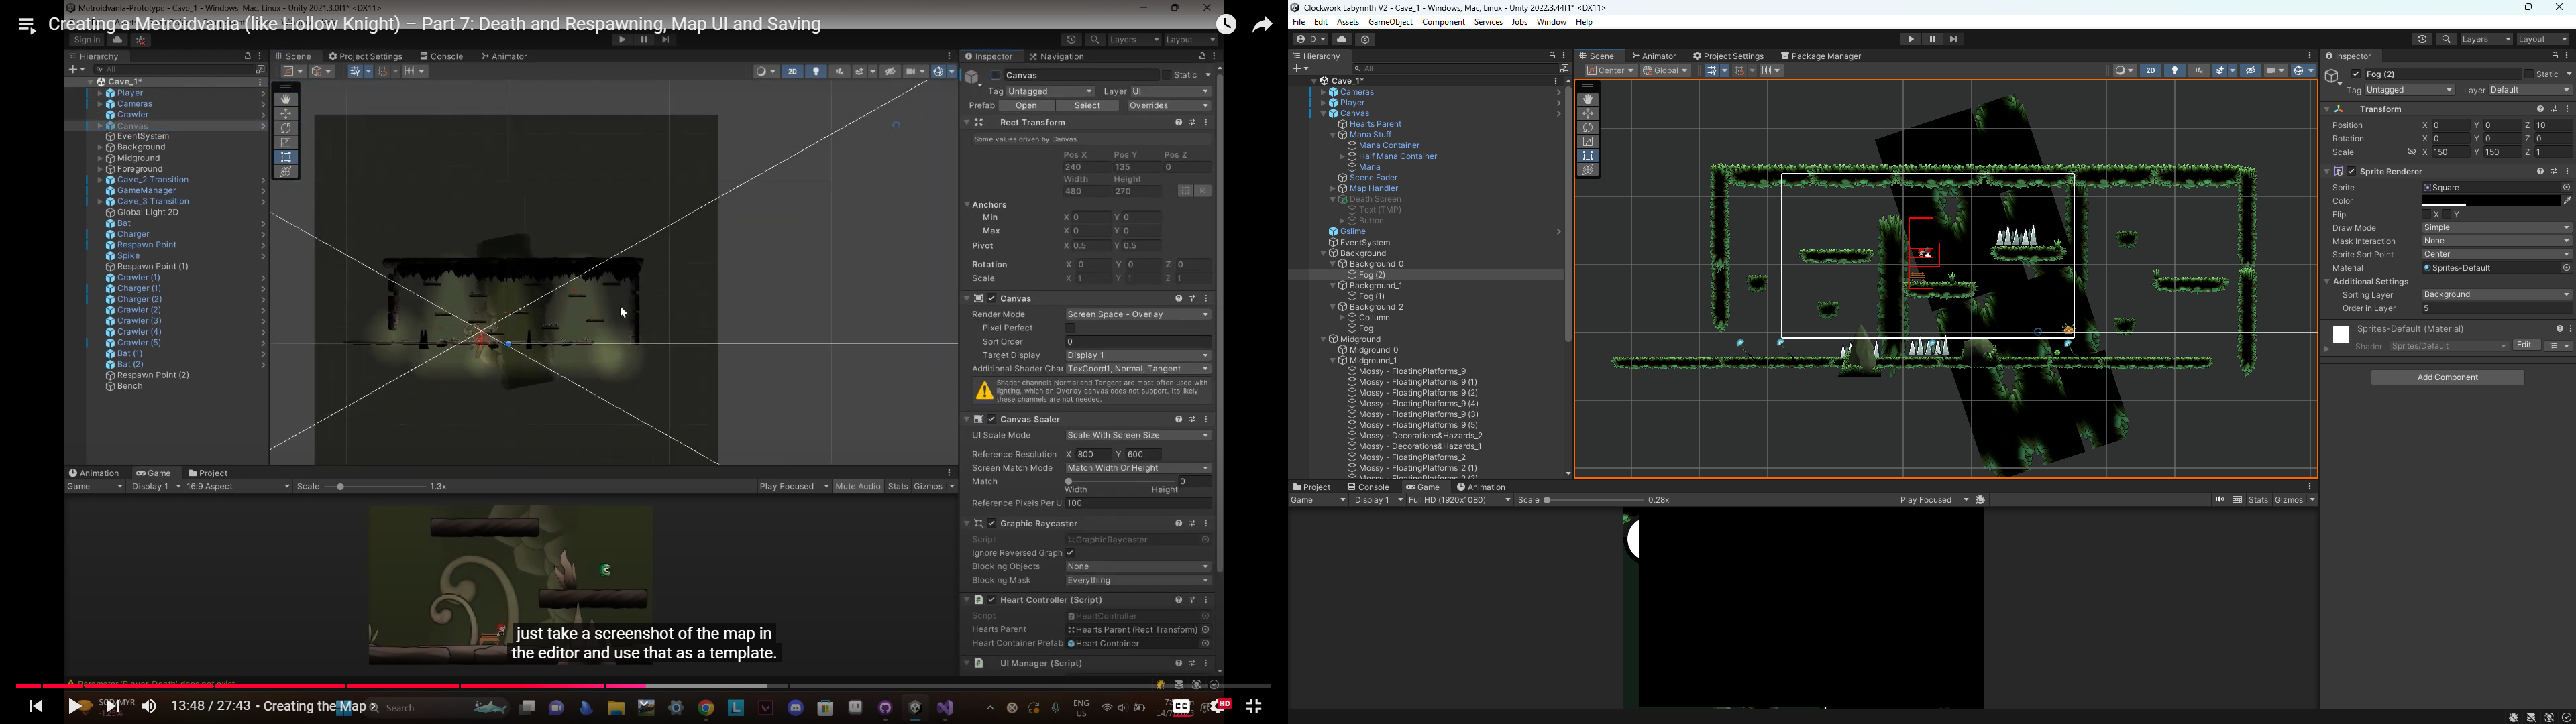 Metroidvania-Prototype - Cave_1 - Windows, Mac, Linux - Unity 2021.3.0f1* <DX11>
Creating a Metroidvania (like Hollow Knight) – Part 7: Death and Respawning, Map UI and Saving
Sign in
Layers
Layout
Hierarchy
Scene
Project Settings
Console
Animator
Inspector
Navigation
All
2D
Cave_1*
Player
Cameras
Crawler
Canvas
EventSystem
Background
Midground
Foreground
Cave_2 Transition
GameManager
Cave_3 Transition
Global Light 2D
Bat
Charger
Respawn Point
Spike
Respawn Point (1)
Crawler (1)
Charger (1)
Charger (2)
Crawler (2)
Crawler (3)
Crawler (4)
Crawler (5)
Bat (1)
Bat (2)
Respawn Point (2)
Bench
Canvas
Static
Tag Untagged
Layer UI
Prefab Open Select Overrides
Rect Transform
Some values driven by Canvas.
Pos X Pos Y Pos Z
240 135 0
Width Height
480 270
R
Anchors
Min X 0 Y 0
Max X 0 Y 0
Pivot X 0.5 Y 0.5
Rotation X 0 Y 0 Z 0
Scale X 1 Y 1 Z 1
Canvas
Render Mode Screen Space - Overlay
Pixel Perfect
Sort Order 0
Target Display Display 1
Additional Shader Chan TexCoord1, Normal, Tangent
Shader channels Normal and Tangent are most often used with
lighting, which an Overlay canvas does not support. Its likely
these channels are not needed.
Canvas Scaler
UI Scale Mode Scale With Screen Size
Reference Resolution X 800 Y 600
Screen Match Mode Match Width Or Height
Match 0
Width Height
Reference Pixels Per U 100
Graphic Raycaster
Script GraphicRaycaster
Ignore Reversed Graph
Blocking Objects None
Blocking Mask Everything
Heart Controller (Script)
Script HeartController
Hearts Parent Hearts Parent (Rect Transform)
Heart Container Prefab Heart Container
UI Manager (Script)
Animation
Game
Project
Game
Display 1
16:9 Aspect
Scale 1.3x
Play Focused
Mute Audio
Stats
Gizmos
just take a screenshot of the map in
the editor and use that as a template.
Parameter 'Player_Death' does not exist
13:48 / 27:43 • Creating the Map >
Search
ENG
US
CC
HD
Clockwork Labyrinth V2 - Cave_1 - Windows, Mac, Linux - Unity 2022.3.44f1* <DX11>
File Edit Assets GameObject Component Services Jobs Window Help
D
Layers
Layout
Hierarchy
Scene
Animator
Project Settings
Package Manager
Inspector
All
Center
Global
2D
Cave_1*
Cameras
Player
Canvas
Hearts Parent
Mana Stuff
Mana Container
Half Mana Container
Mana
Scene Fader
Map Handler
Death Screen
Text (TMP)
Button
Gslime
EventSystem
Background
Background_0
Fog (2)
Background_1
Fog (1)
Background_2
Collumn
Fog
Midground
Midground_0
Midground_1
Mossy - FloatingPlatforms_9
Mossy - FloatingPlatforms_9 (1)
Mossy - FloatingPlatforms_9 (2)
Mossy - FloatingPlatforms_9 (4)
Mossy - FloatingPlatforms_9 (3)
Mossy - FloatingPlatforms_9 (5)
Mossy - Decorations&Hazards_2
Mossy - Decorations&Hazards_1
Mossy - FloatingPlatforms_2
Mossy - FloatingPlatforms_2 (1)
Fog (2)
Static
Tag Untagged
Layer Default
Transform
Position X 0 Y 0 Z 10
Rotation X 0 Y 0 Z 0
Scale X 150 Y 150 Z 1
Sprite Renderer
Sprite Square
Color
Flip X Y
Draw Mode Simple
Mask Interaction None
Sprite Sort Point Center
Material Sprites-Default
Additional Settings
Sorting Layer Background
Order in Layer 5
Sprites-Default (Material)
Shader Sprites/Default Edit...
Add Component
Project
Console
Game
Animation
Game
Display 1
Full HD (1920x1080)
Scale 0.28x
Play Focused
Stats
Gizmos